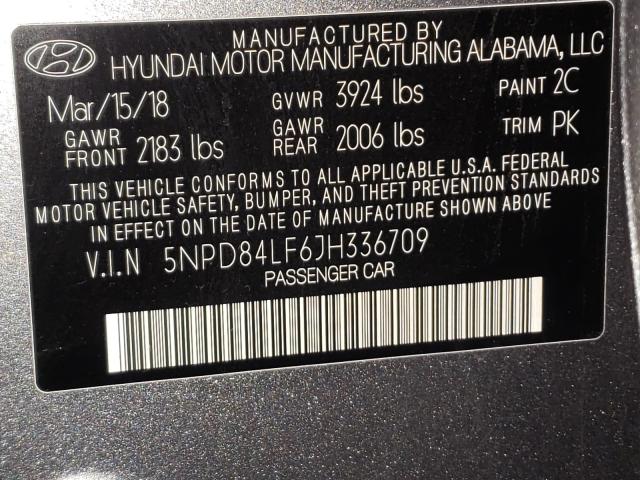 MANUFACTURED BY
HYUNDAI MOTOR MANUFACTURING ALABAMA, LLC
Mar/15/18 GVWR 3924 lbs PAINT 2C
GAWR FRONT 2183 lbs GAWR REAR 2006 lbs TRIM PK
THIS VEHICLE CONFORMS TO ALL APPLICABLE U.S.A. FEDERAL
MOTOR VEHICLE SAFETY, BUMPER, AND THEFT PREVENTION STANDARDS
IN EFFECT ON THE DATE OF MANUFACTURE SHOWN ABOVE
V.I.N 5NPD84LF6JH336709
PASSENGER CAR